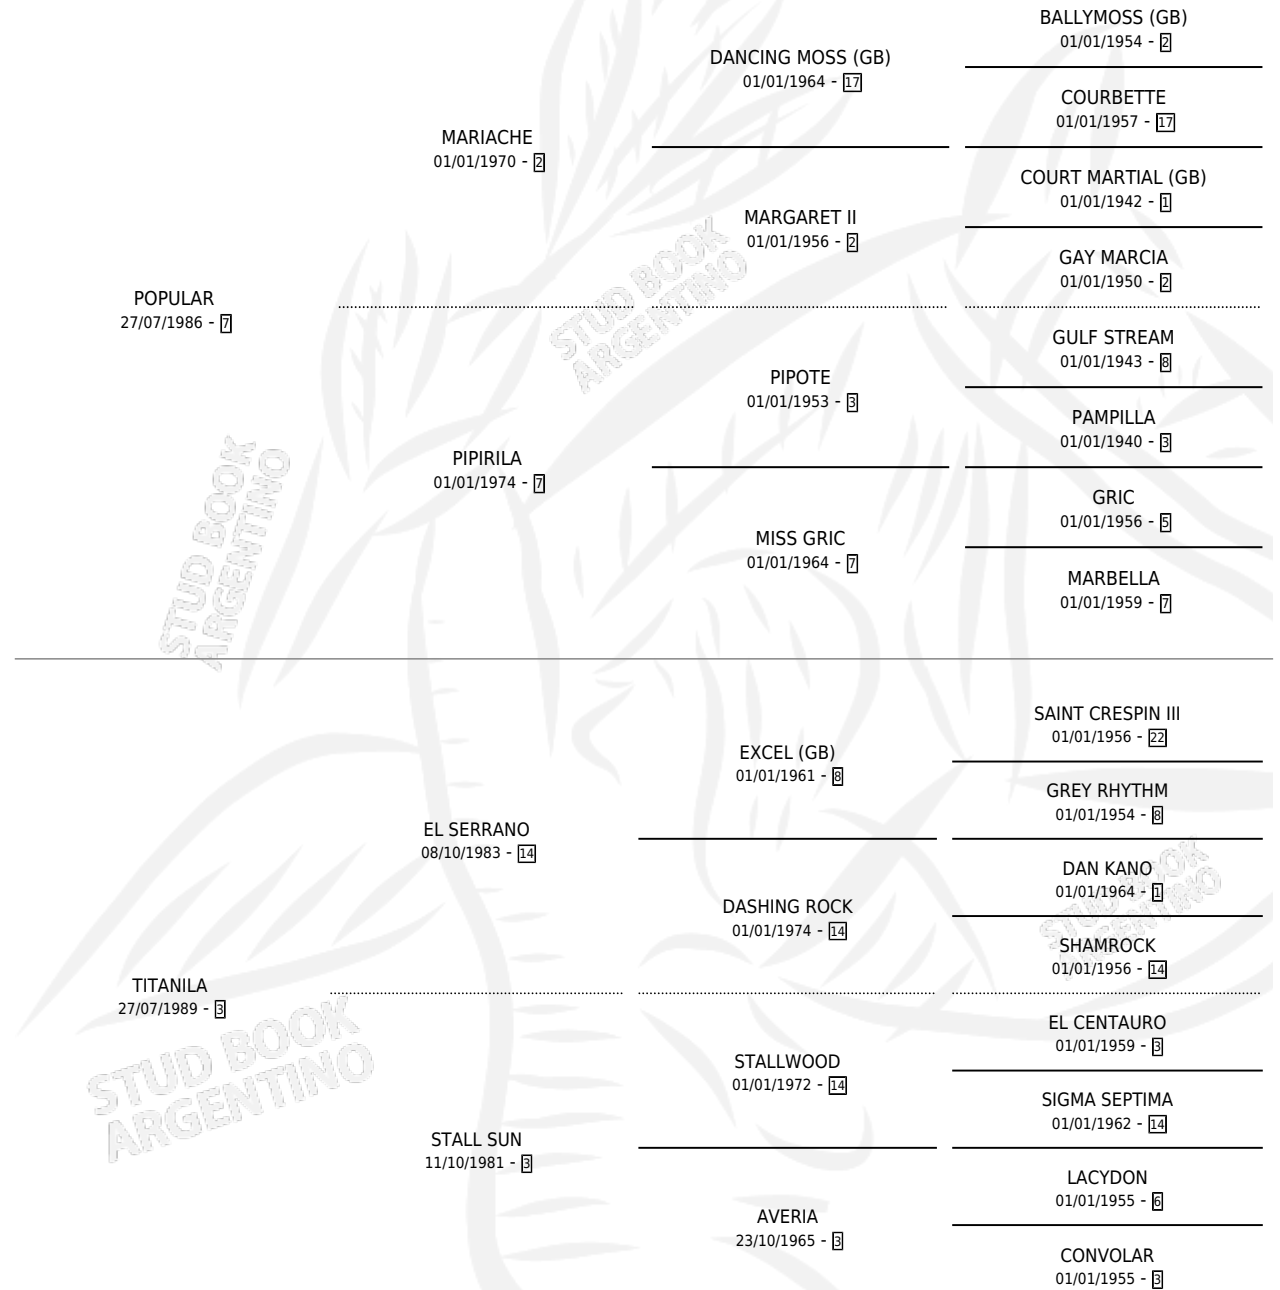 BALLYMOSS (GB)
01/01/1954 - 2
DANCING MOSS (GB)
01/01/1964 - 17
COURBETTE
01/01/1957 - 17
MARIACHE
01/01/1970 - 2
COURT MARTIAL (GB)
01/01/1942 - 1
MARGARET II
01/01/1956 - 2
GAY MARCIA
01/01/1950 - 2
POPULAR
27/07/1986 - 7
GULF STREAM
01/01/1943 - 8
PIPOTE
01/01/1953 - 3
PAMPILLA
01/01/1940 - 3
PIPIRILA
01/01/1974 - 7
GRIC
01/01/1956 - 5
MISS GRIC
01/01/1964 - 7
MARBELLA
01/01/1959 - 7
STUD BOOK
ARGENTINO
STUD BOOK
ARGENTINO
SAINT CRESPIN III
01/01/1956 - 22
EXCEL (GB)
01/01/1961 - 8
GREY RHYTHM
01/01/1954 - 8
EL SERRANO
08/10/1983 - 14
DAN KANO
01/01/1964 - 1
DASHING ROCK
01/01/1974 - 14
SHAMROCK
01/01/1956 - 14
TITANILA
27/07/1989 - 3
EL CENTAURO
01/01/1959 - 3
STALLWOOD
01/01/1972 - 14
SIGMA SEPTIMA
01/01/1962 - 14
STALL SUN
11/10/1981 - 3
LACYDON
01/01/1955 - 6
AVERIA
23/10/1965 - 3
CONVOLAR
01/01/1955 - 3
STUD BOOK
ARGENTINO
STUD BOOK
ARGENTINO